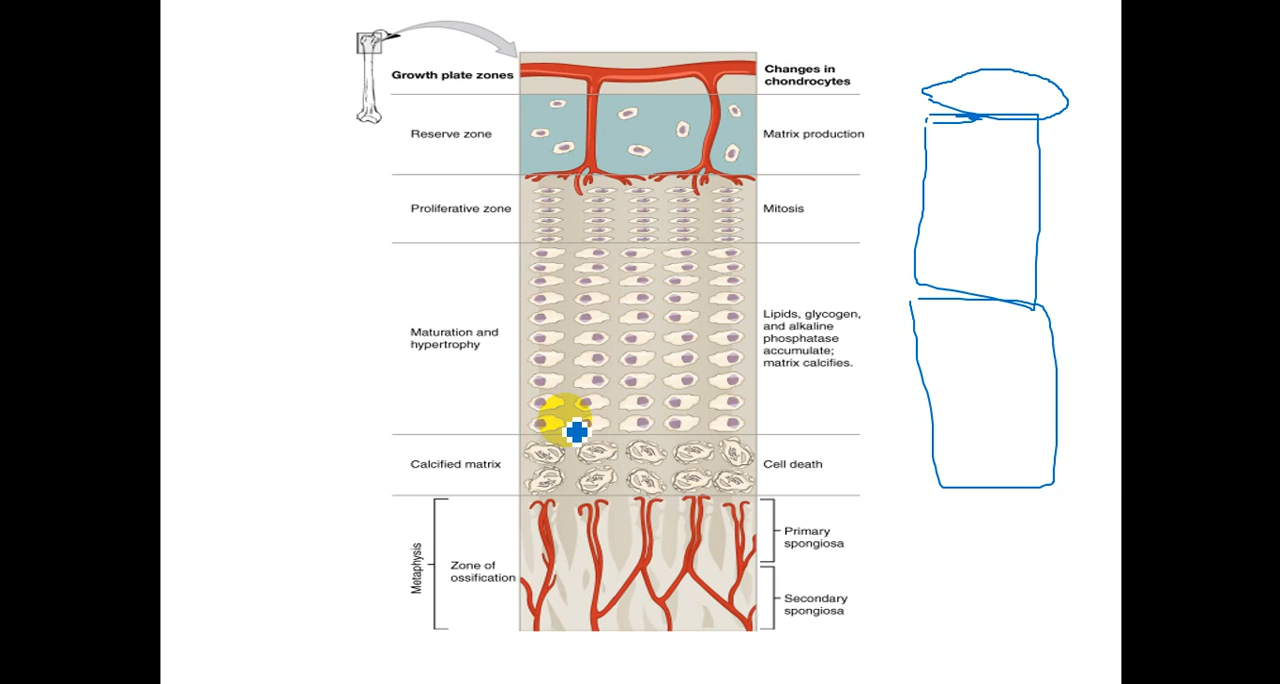 Growth plate zones
Changes in
chondrocytes
Reserve zone
Matrix production
Proliferative zone
Mitosis
Maturation and
hypertrophy
Lipids, glycogen,
and alkaline
phosphatase
accumulate;
matrix calcifies.
Calcified matrix
Cell death
Metaphysis
Zone of
ossification
Primary
spongiosa
Secondary
spongiosa